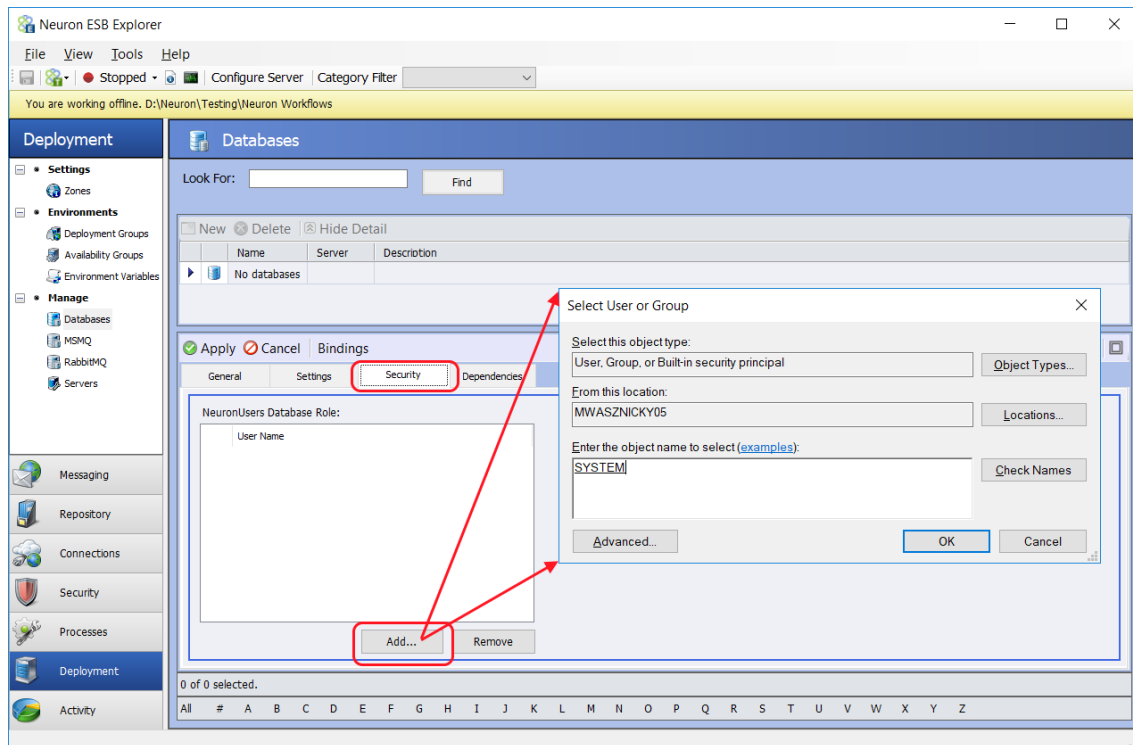 Neuron ESB Explorer
File View Tools Help
Stopped Configure Server Category Filter
You are working offline. D:\Neuron\Testing\Neuron Workflows
Deployment
Settings
Zones
Environments
Deployment Groups
Availability Groups
Environment Variables
Manage
Databases
MSMQ
RabbitMQ
Servers
Messaging
Repository
Connections
Security
Processes
Deployment
Activity
Databases
Look For: Find
New Delete Hide Detail
Name Server Description
No databases
Apply Cancel Bindings
General Settings Security Dependencies
NeuronUsers Database Role:
User Name
Add... Remove
Select User or Group
Select this object type:
User, Group, or Built-in security principal Object Types...
From this location:
MWASZNICKY05 Locations...
Enter the object name to select (examples):
SYSTEM Check Names
Advanced... OK Cancel
0 of 0 selected.
All # A B C D E F G H I J K L M N O P Q R S T U V W X Y Z